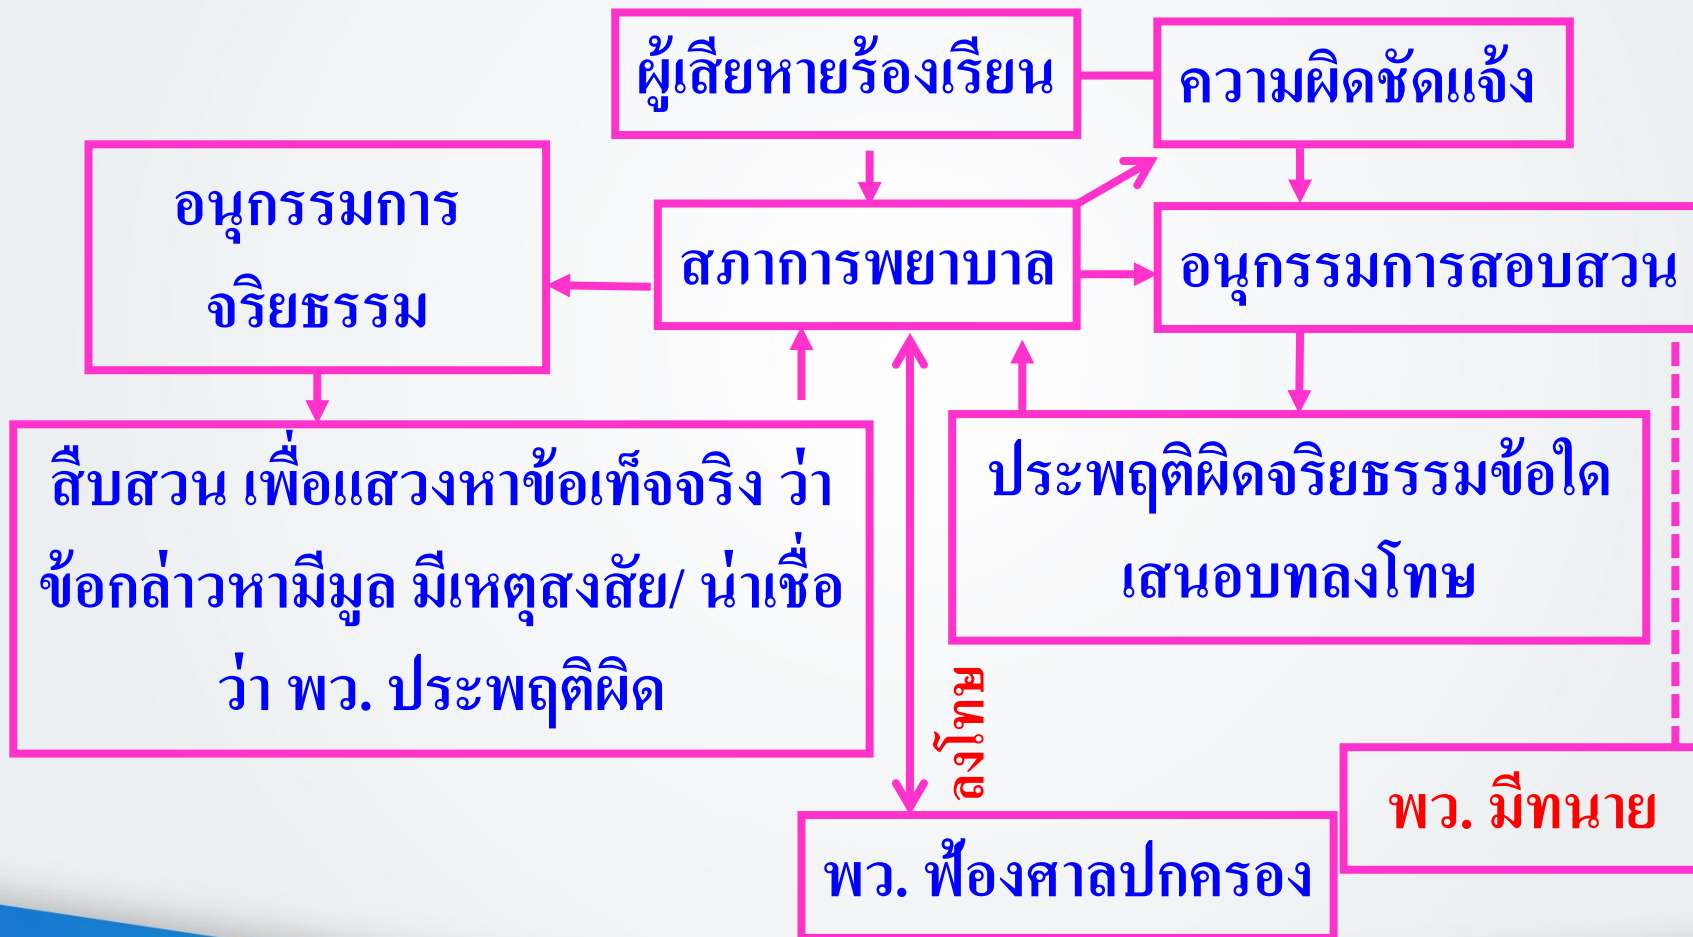 ผู้เสียหายร้องเรียน
ความผิดชัดแจ้ง
อนุกรรมการ
จริยธรรม
สภาการพยาบาล
อนุกรรมการสอบสวน
สืบสวน เพื่อแสวงหาข้อเท็จจริง ว่า
ข้อกล่าวหามีมูล มีเหตุสงสัย/ น่าเชื่อ
ว่า พว. ประพฤติผิด
ประพฤติผิดจริยธรรมข้อใด
เสนอบทลงโทษ
ลงโทษ
พว. มีทนาย
พว. ฟ้องศาลปกครอง